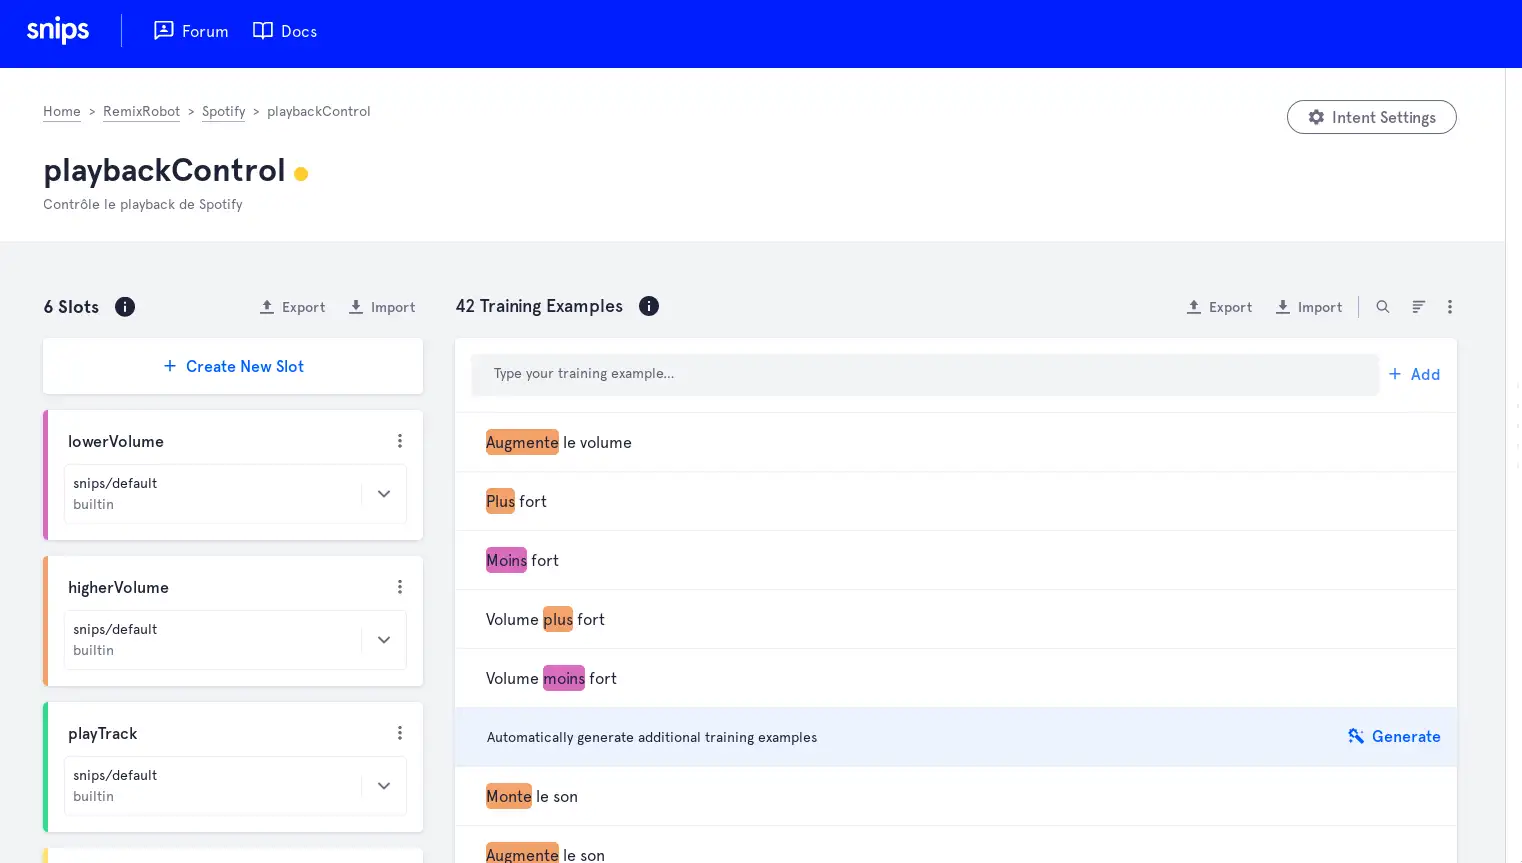 snips
Forum
Docs
Home > RemixRobot > Spotify > playbackControl
Intent Settings
playbackControl
Contrôle le playback de Spotify
6 Slots
Export
Import
Create New Slot
lowerVolume
snips/default
builtin
higherVolume
snips/default
builtin
playTrack
snips/default
builtin
42 Training Examples
Export
Import
Type your training example...
+ Add
Augmente le volume
Plus fort
Moins fort
Volume plus fort
Volume moins fort
Automatically generate additional training examples
Generate
Monte le son
Augmente le son